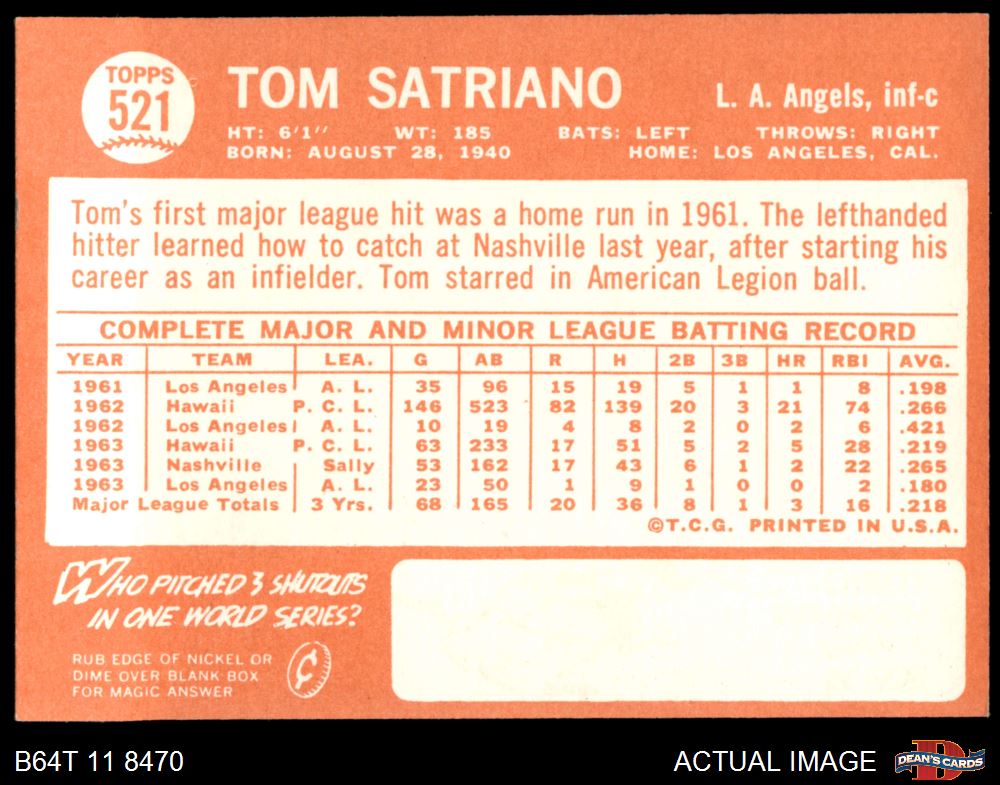 TOPPS
521
TOM SATRIANO
L. A. Angels, inf-c
HT: 6'1" WT: 185 BATS: LEFT THROWS: RIGHT
BORN: AUGUST 28, 1940 HOME: LOS ANGELES, CAL.
Tom's first major league hit was a home run in 1961. The lefthanded
hitter learned how to catch at Nashville last year, after starting his
career as an infielder. Tom starred in American Legion ball.
COMPLETE MAJOR AND MINOR LEAGUE BATTING RECORD
YEAR TEAM LEA. G AB R H 2B 3B HR RBI AVG.
1961 Los Angeles A. L. 35 96 15 19 5 1 1 8 .198
1962 Hawaii P. C. L. 146 523 82 139 20 3 21 74 .266
1962 Los Angeles A. L. 10 19 4 8 2 0 2 6 .421
1963 Hawaii P. C. L. 63 233 17 51 5 2 5 28 .219
1963 Nashville Sally 53 162 17 43 6 1 2 22 .265
1963 Los Angeles A. L. 23 50 1 9 1 0 0 2 .180
Major League Totals 3 Yrs. 68 165 20 36 8 1 3 16 .218
©T.C.G. PRINTED IN U.S.A.
WHO PITCHED 3 SHUTOUTS
IN ONE WORLD SERIES?
RUB EDGE OF NICKEL OR
DIME OVER BLANK BOX
FOR MAGIC ANSWER
¢
B64T 11 8470
ACTUAL IMAGE
D
DEAN'S CARDS